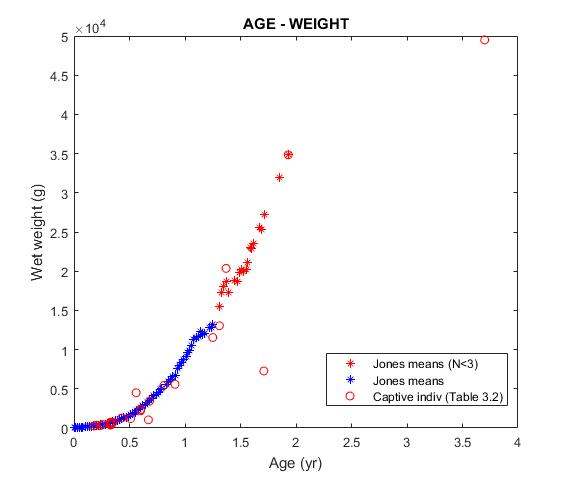 AGE - WEIGHT
×10⁴
5
4.5
4
3.5
3
2.5
2
1.5
1
0.5
0
Wet weight (g)
Jones means (N<3)
Jones means
Captive indiv (Table 3.2)
0 0.5 1 1.5 2 2.5 3 3.5 4
Age (yr)